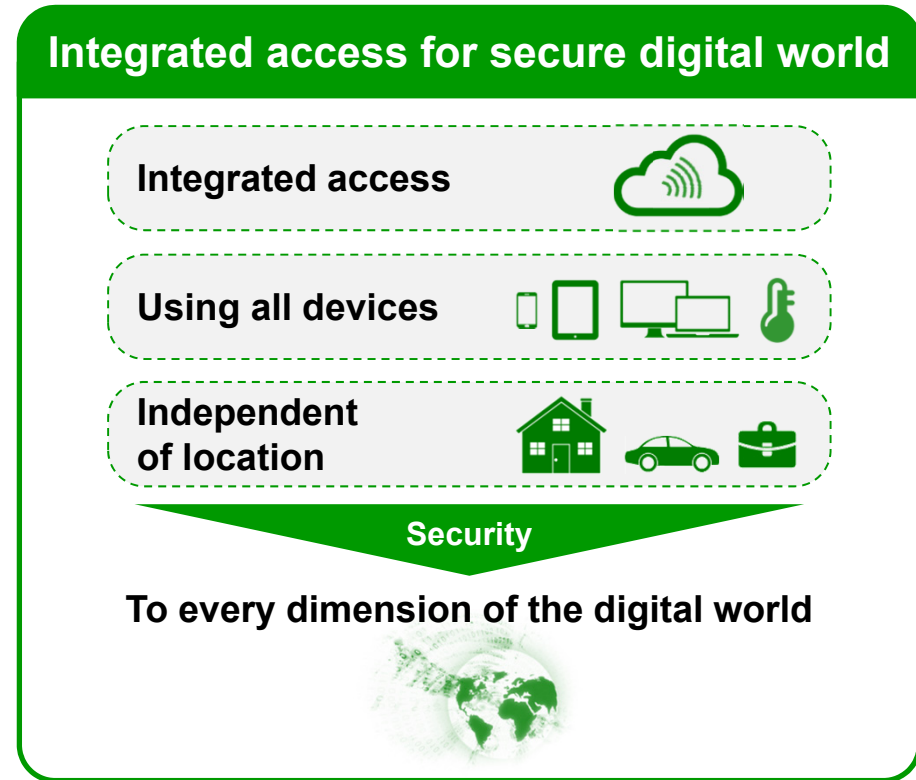 Integrated access for secure digital world
Integrated access
Using all devices
Independent
of location
Security
To every dimension of the digital world